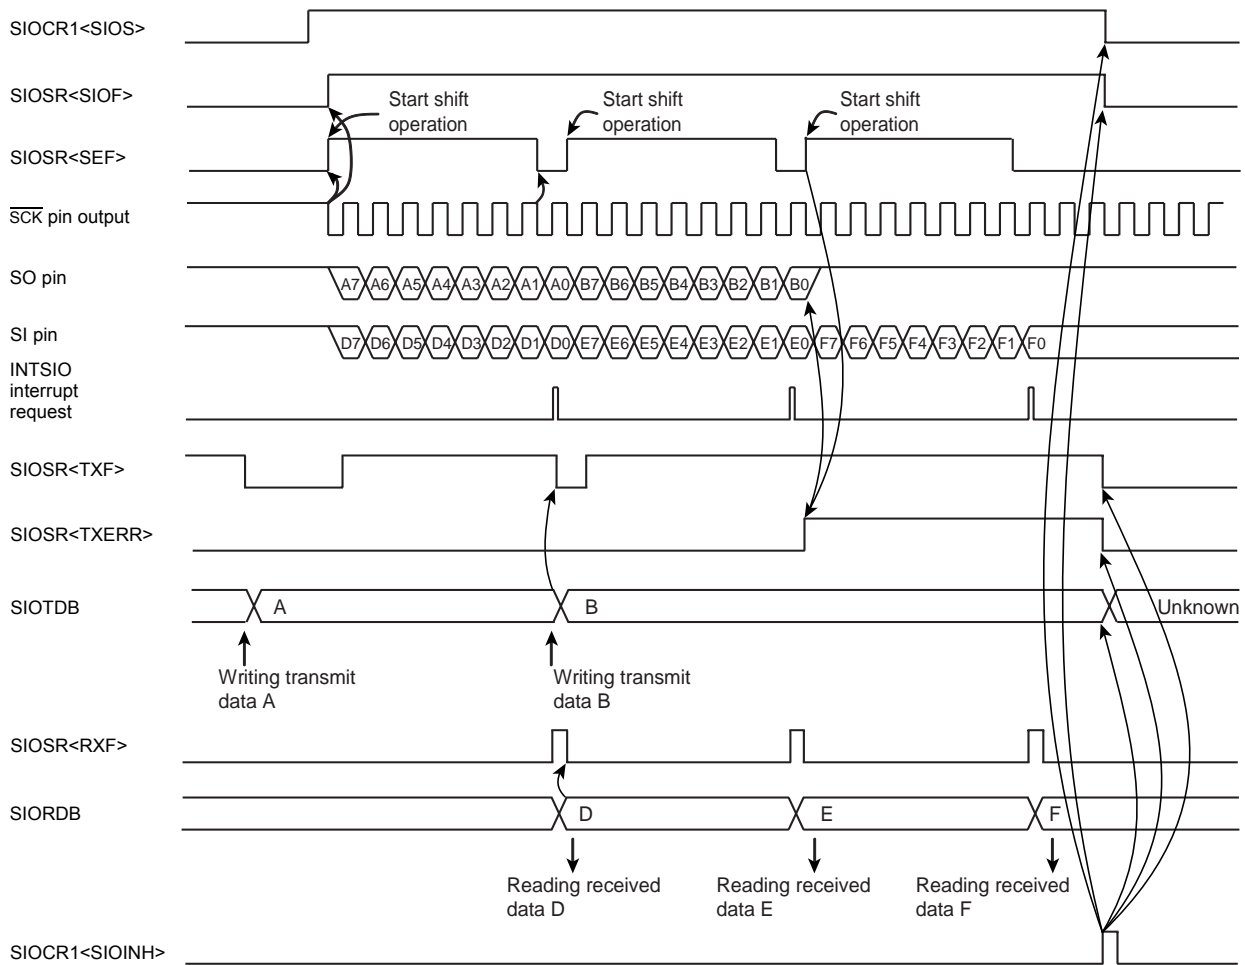 SIOCR1<SIOS>
SIOSR<SIOF>
Start shift
operation
Start shift
operation
Start shift
operation
SIOSR<SEF>
SCK pin output
SO pin
A7 A6 A5 A4 A3 A2 A1 A0 B7 B6 B5 B4 B3 B2 B1 B0
SI pin
D7 D6 D5 D4 D3 D2 D1 D0 E7 E6 E5 E4 E3 E2 E1 E0 F7 F6 F5 F4 F3 F2 F1 F0
INTSIO
interrupt
request
SIOSR<TXF>
SIOSR<TXERR>
SIOTDB
A
B
Unknown
Writing transmit
data A
Writing transmit
data B
SIOSR<RXF>
SIORDB
D
E
F
Reading received
data D
Reading received
data E
Reading received
data F
SIOCR1<SIOINH>